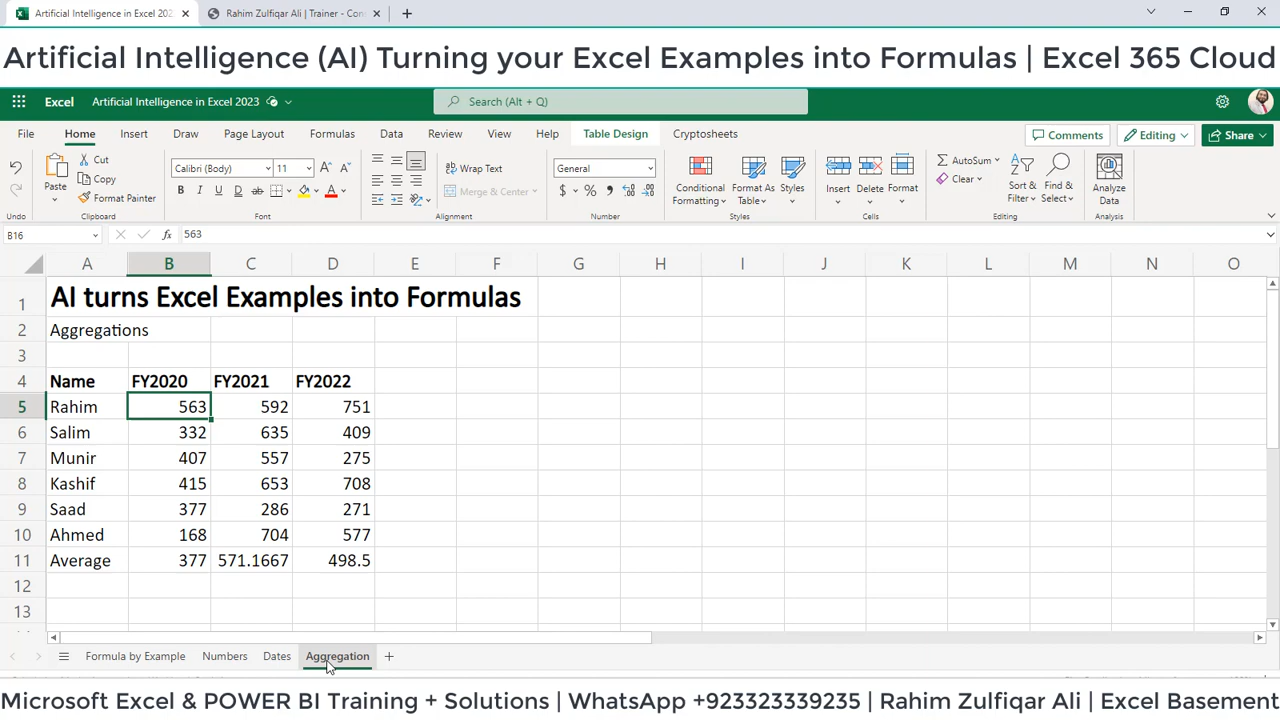 Artificial Intelligence in Excel 202
Rahim Zulfiqar Ali | Trainer - Con
Artificial Intelligence (AI) Turning your Excel Examples into Formulas | Excel 365 Cloud
Excel Artificial Intelligence in Excel 2023 Search (Alt + Q)
File Home Insert Draw Page Layout Formulas Data Review View Help Table Design Cryptosheets Comments Editing Share
Cut Calibri (Body) 11 Wrap Text General AutoSum
Copy Clear
Paste Format Painter B I U D ab A Merge & Center $ % Conditional Formatting Format As Table Styles Insert Delete Format Sort & Filter Find & Select Analyze Data
Undo Clipboard Font Alignment Number Styles Cells Editing Analysis
B16 fx 563
A B C D E F G H I J K L M N O
1 AI turns Excel Examples into Formulas
2 Aggregations
3
4 Name FY2020 FY2021 FY2022
5 Rahim 563 592 751
6 Salim 332 635 409
7 Munir 407 557 275
8 Kashif 415 653 708
9 Saad 377 286 271
10 Ahmed 168 704 577
11 Average 377 571.1667 498.5
12
13
Formula by Example Numbers Dates Aggregation
Microsoft Excel & POWER BI Training + Solutions | WhatsApp +923323339235 | Rahim Zulfiqar Ali | Excel Basement